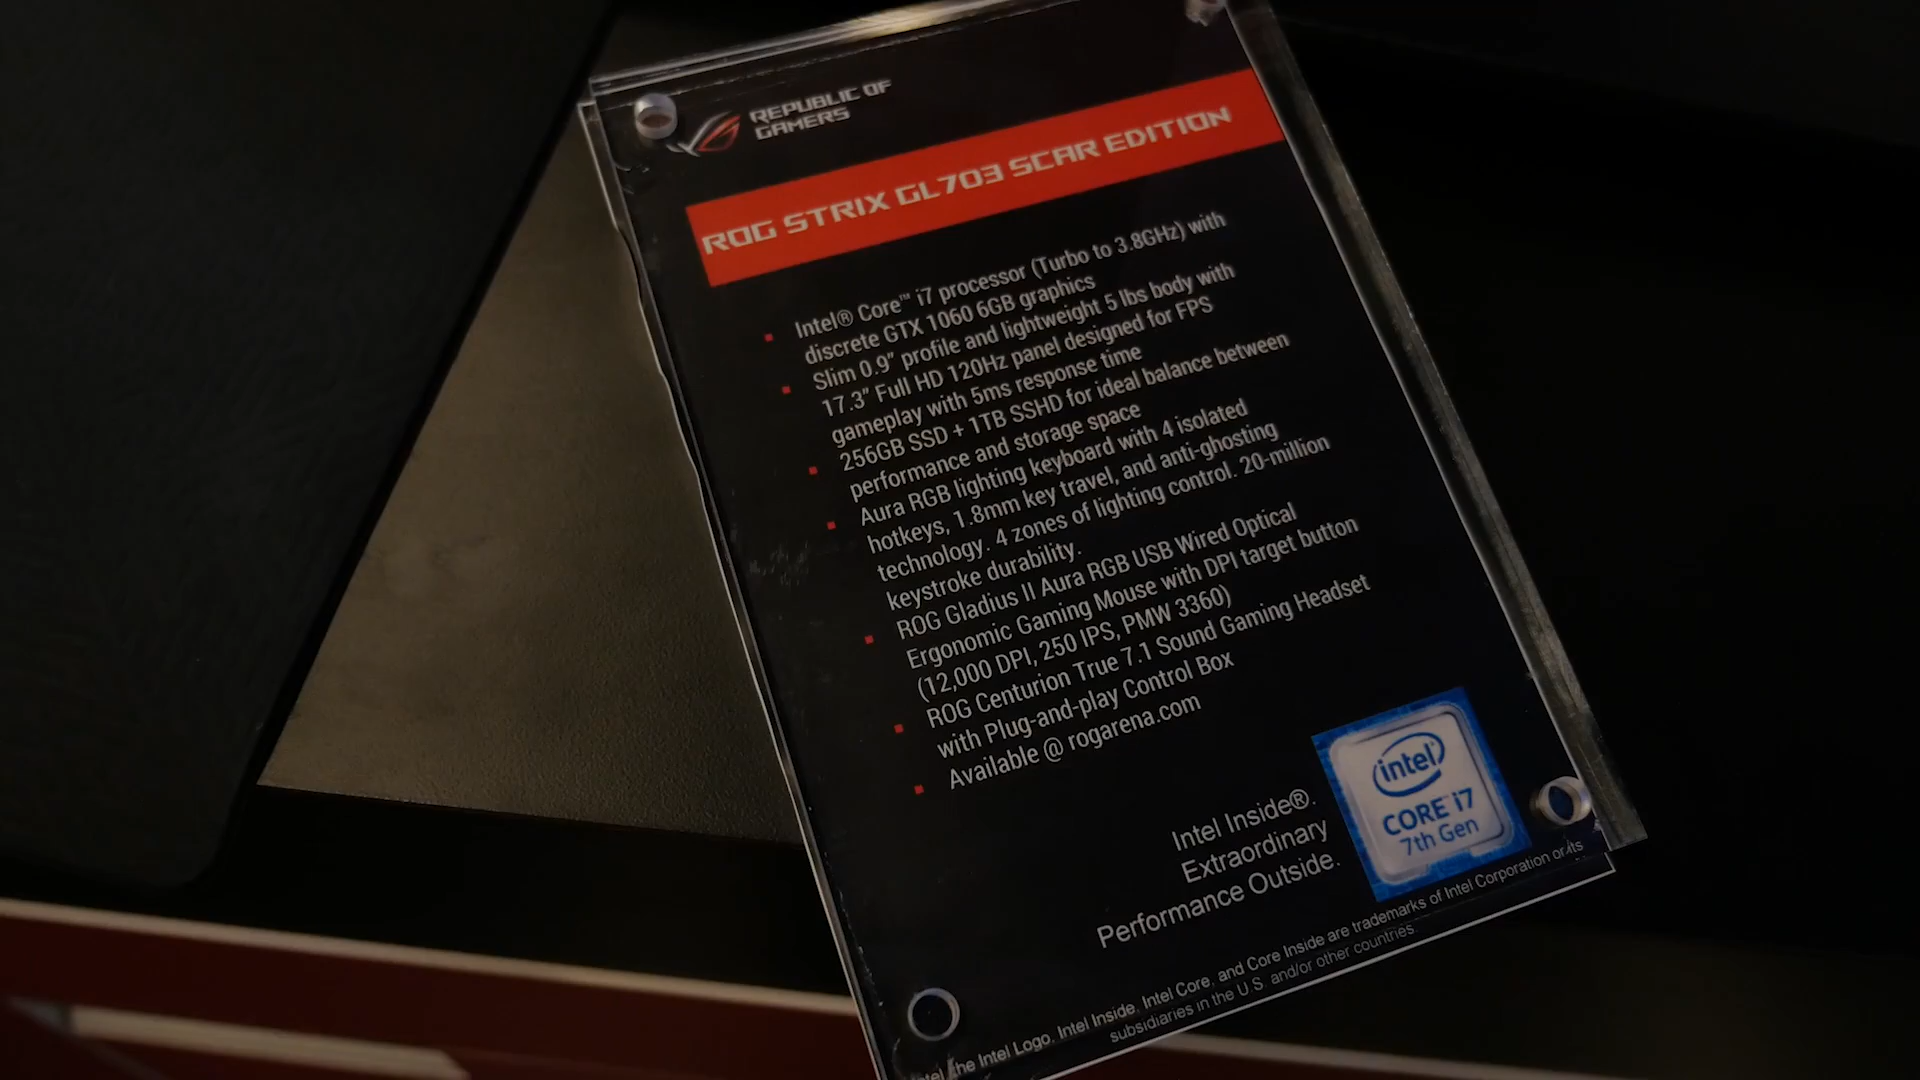 REPUBLIC OF
GAMERS
ROG STRIX GL703 SCAR EDITION
Intel® Core™ i7 processor (Turbo to 3.8GHz) with
discrete GTX 1060 6GB graphics
Slim 0.9" profile and lightweight 5 lbs body with
17.3" Full HD 120Hz panel designed for FPS
gameplay with 5ms response time
256GB SSD + 1TB SSHD for ideal balance between
performance and storage space
Aura RGB lighting keyboard with 4 isolated
hotkeys, 1.8mm key travel, and anti-ghosting
technology. 4 zones of lighting control. 20-million
keystroke durability.
ROG Gladius II Aura RGB USB Wired Optical
Ergonomic Gaming Mouse with DPI target button
(12,000 DPI, 250 IPS, PMW 3360)
ROG Centurion True 7.1 Sound Gaming Headset
with Plug-and-play Control Box
Available @ rogarena.com
Intel Inside®.
Extraordinary
Performance Outside.
intel
CORE™ i7
7th Gen
the Intel Logo, Intel Inside, Intel Core, and Core Inside are trademarks of Intel Corporation or its
subsidiaries in the U.S. and/or other countries.